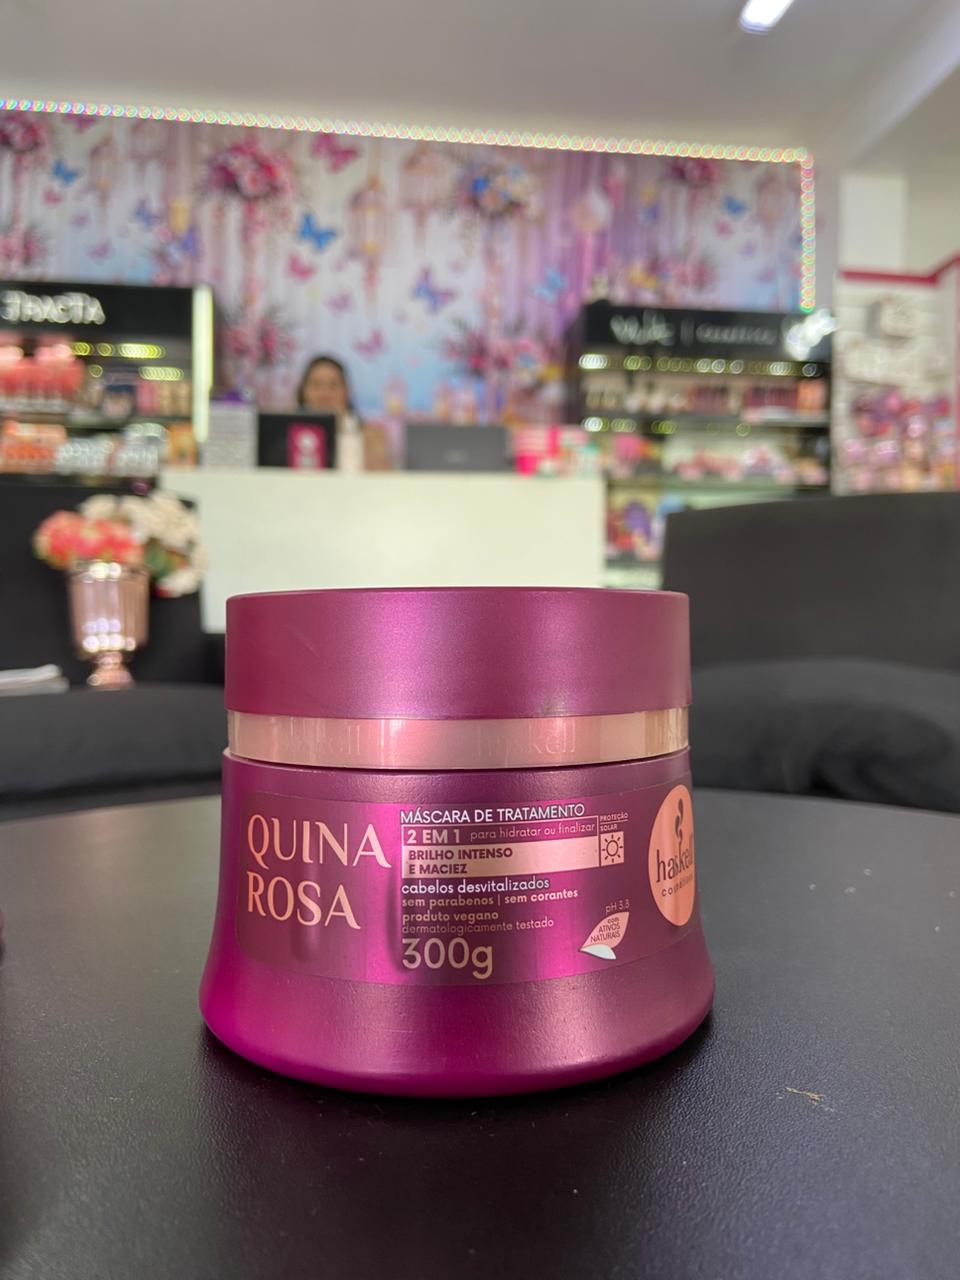 QUINA
ROSA
MÁSCARA DE TRATAMENTO
2 EM 1 para hidratar ou finalizar
BRILHO INTENSO
E MACIEZ
PROTEÇÃO
SOLAR
cabelos desvitalizados
sem parabenos | sem corantes
produto vegano
dermatologicamente testado
300g
pH 3.8
com
ATIVOS
NATURAIS
haskell